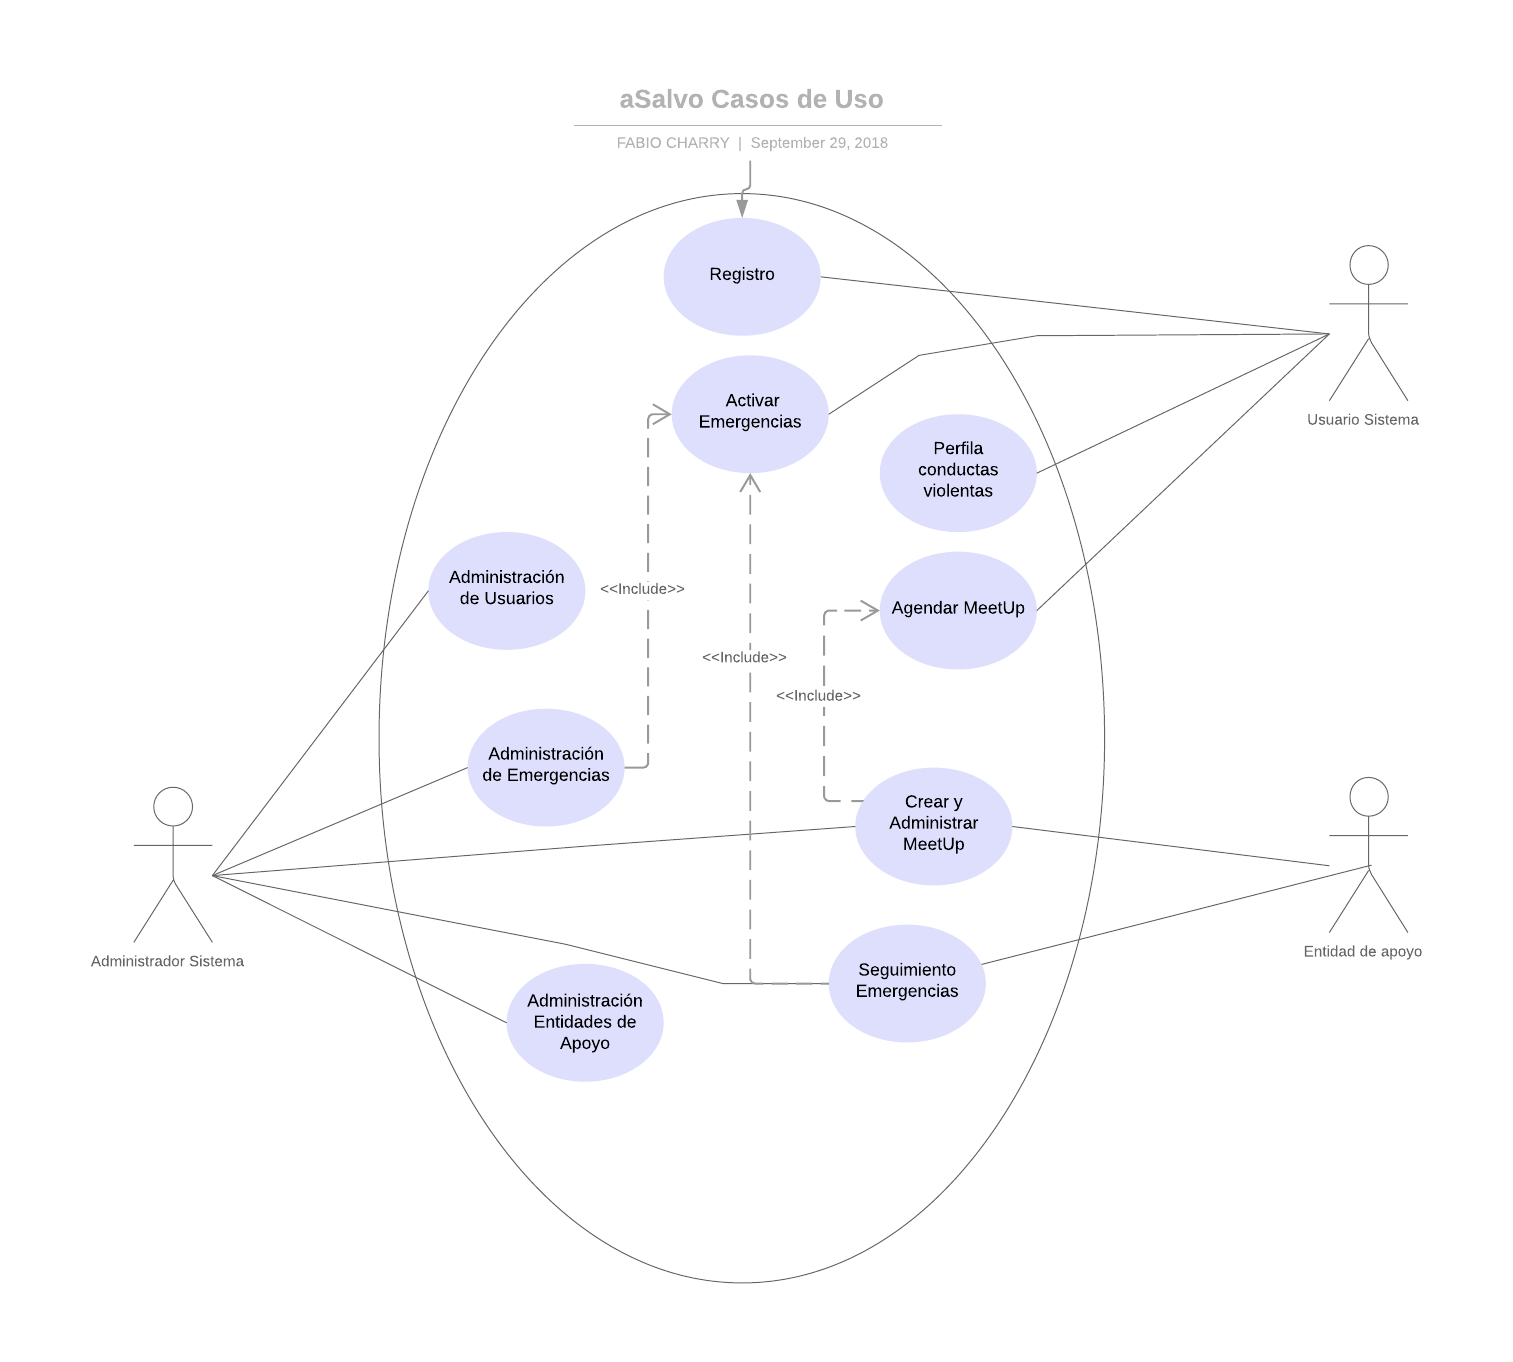 aSalvo Casos de Uso
FABIO CHARRY | September 29, 2018
Registro
Activar
Emergencias
Perfila
conductas
violentas
Usuario Sistema
Administración
de Usuarios
<<Include>>
Agendar MeetUp
<<Include>>
<<Include>>
Administración
de Emergencias
Crear y
Administrar
MeetUp
Administrador Sistema
Entidad de apoyo
Seguimiento
Emergencias
Administración
Entidades de
Apoyo